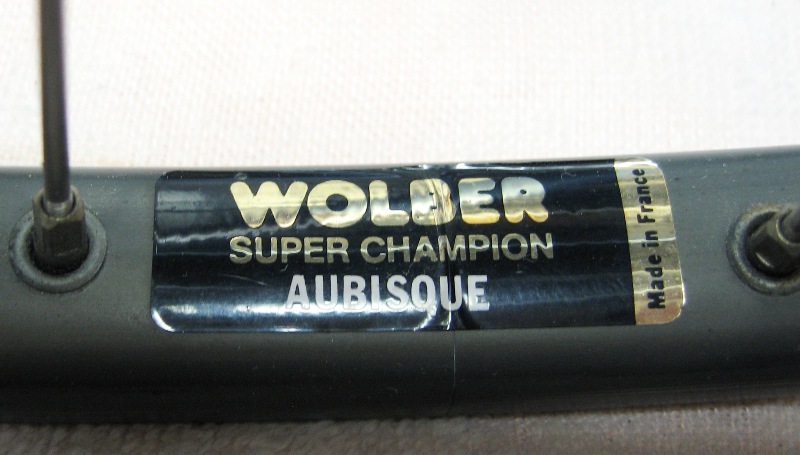 WOLBER
SUPER CHAMPION
AUBISQUE
Made in France